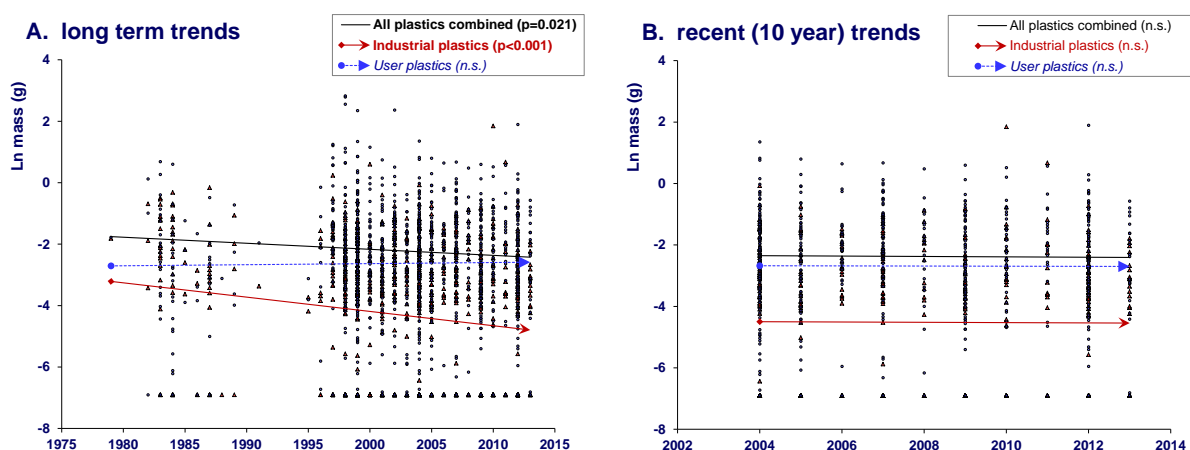 A. long term trends
All plastics combined (p=0.021)
Industrial plastics (p<0.001)
User plastics (n.s.)
Ln mass (g)
4
2
0
-2
-4
-6
-8
1975 1980 1985 1990 1995 2000 2005 2010 2015
B. recent (10 year) trends
All plastics combined (n.s.)
Industrial plastics (n.s.)
User plastics (n.s.)
Ln mass (g)
4
2
0
-2
-4
-6
-8
2002 2004 2006 2008 2010 2012 2014